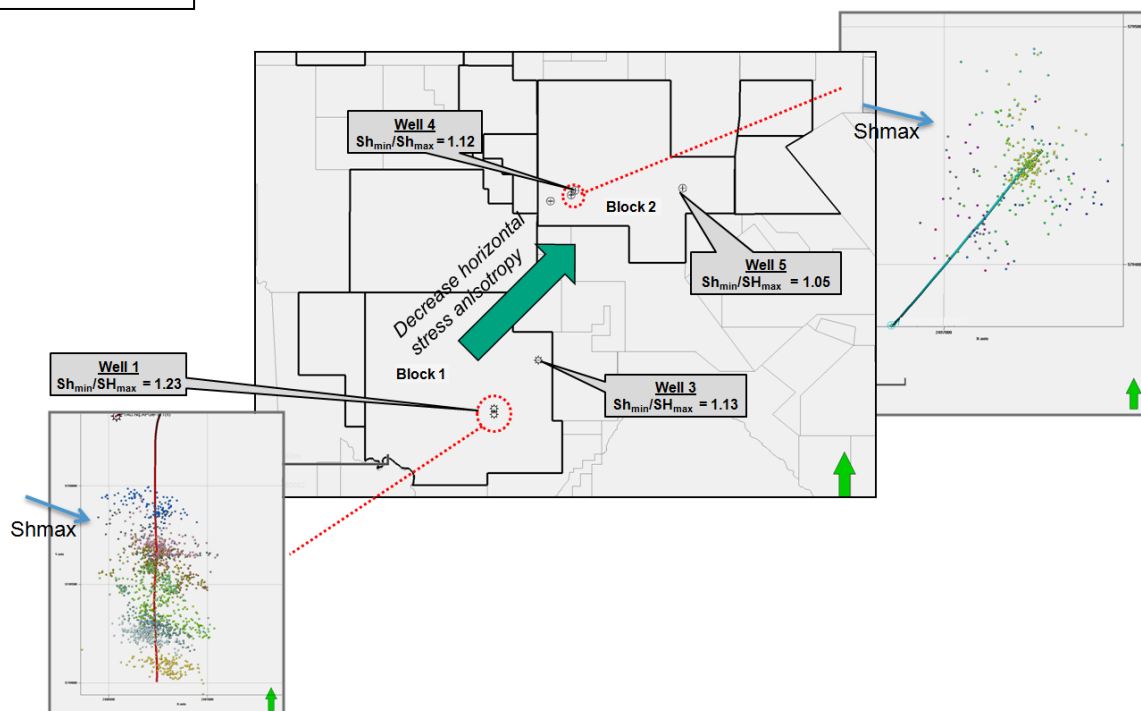 Shmax
Well 4
Shmin/Shmax = 1.12
Block 2
Well 5
Shmin/SHmax = 1.05
Decrease horizontal
stress anisotropy
Well 1
Shmin/SHmax = 1.23
Block 1
Well 3
Shmin/SHmax = 1.13
Shmax